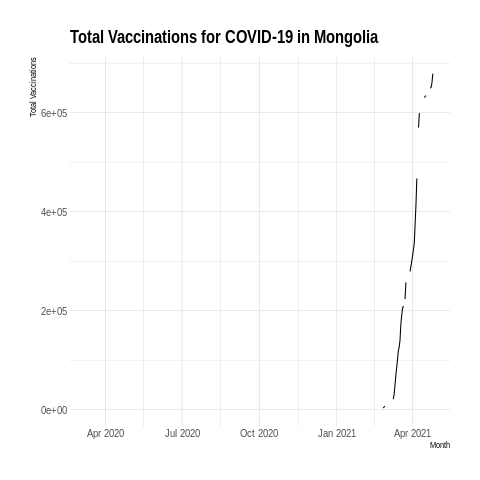 Total Vaccinations for COVID-19 in Mongolia
Total Vaccinations
6e+05
4e+05
2e+05
0e+00
Apr 2020 Jul 2020 Oct 2020 Jan 2021 Apr 2021
Month